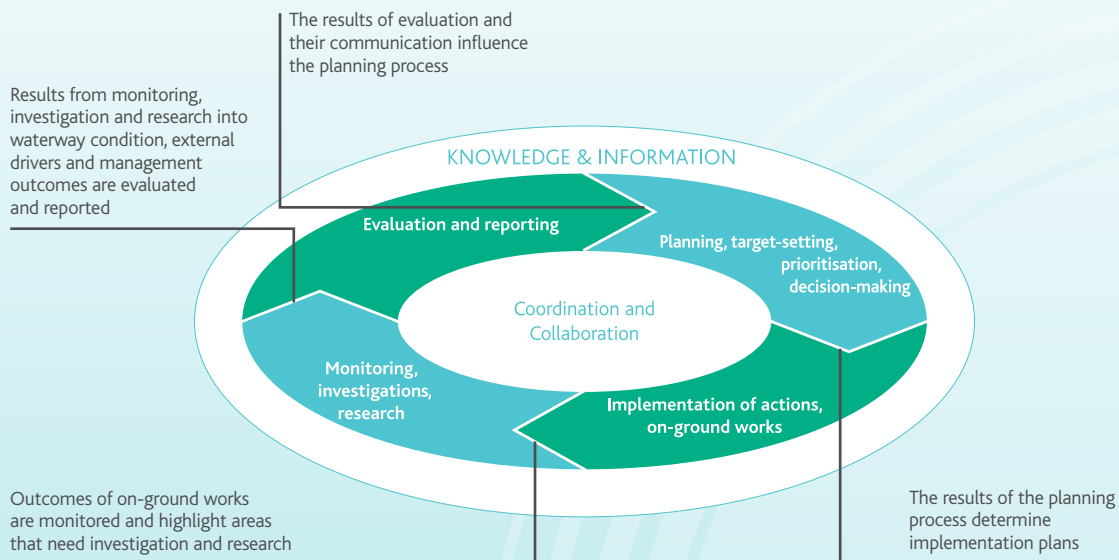 The results of evaluation and
their communication influence
the planning process
Results from monitoring,
investigation and research into
waterway condition, external
drivers and management
outcomes are evaluated
and reported
KNOWLEDGE & INFORMATION
Evaluation and reporting
Planning, target-setting,
prioritisation,
decision-making
Coordination and
Collaboration
Monitoring,
investigations,
research
Implementation of actions,
on-ground works
Outcomes of on-ground works
are monitored and highlight areas
that need investigation and research
The results of the planning
process determine
implementation plans